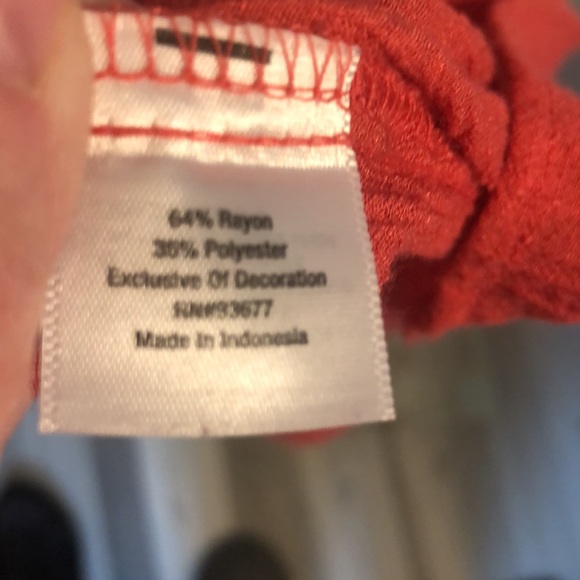 64% Rayon
36% Polyester
Exclusive Of Decoration
RN#93677
Made In Indonesia